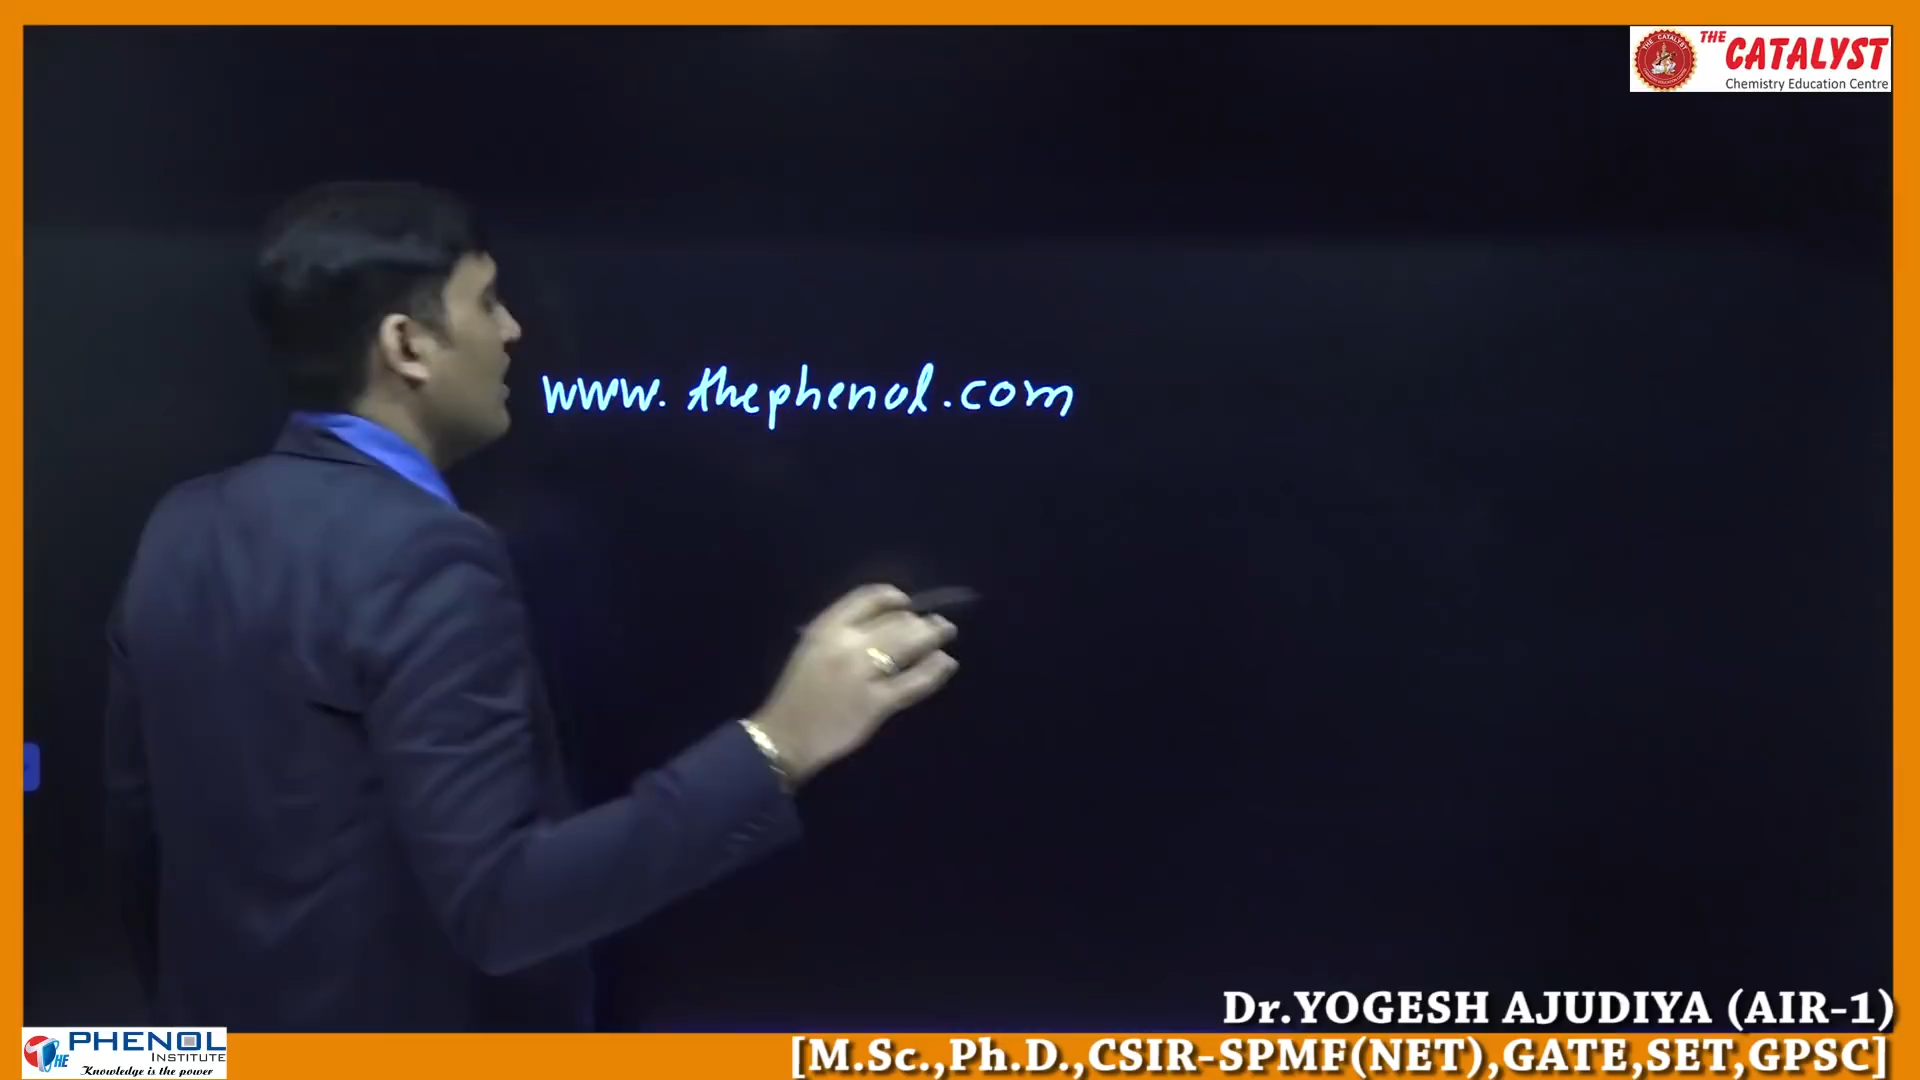 THE CATALYST
Chemistry Education Centre
www.thephenol.com
Dr.YOGESH AJUDIYA (AIR-1)
[M.Sc.,Ph.D.,CSIR-SPMF(NET),GATE,SET,GPSC]
THE PHENOL
INSTITUTE
Knowledge is the power